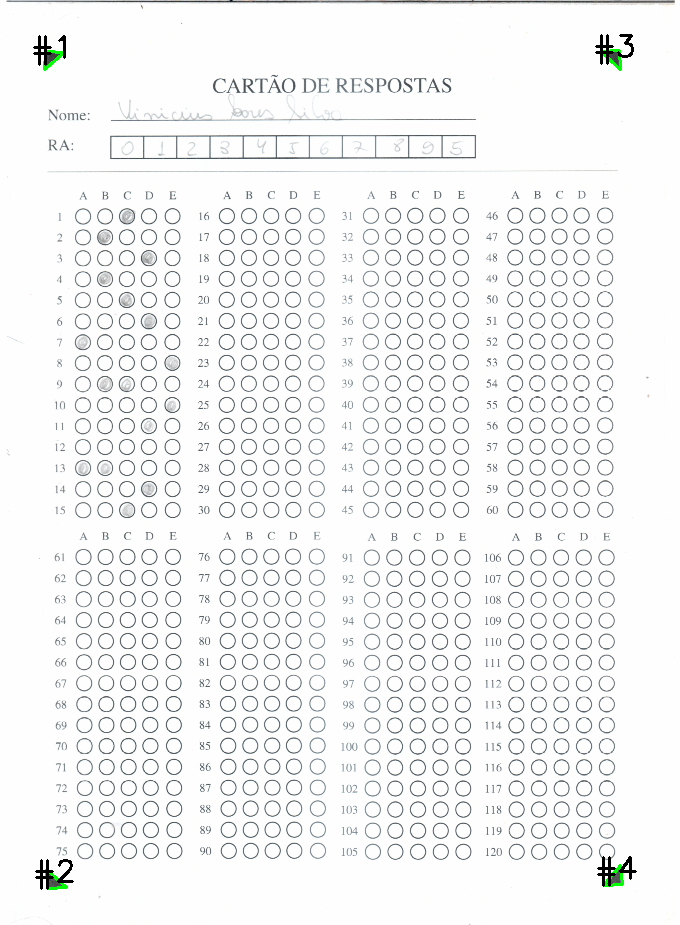 #1 #3
CARTÃO DE RESPOSTAS
Nome: Vinicius Silva
RA: 0 1 2 3 4 5 6 7 8 9 5
A B C D E A B C D E A B C D E A B C D E
1 16 31 46
2 17 32 47
3 18 33 48
4 19 34 49
5 20 35 50
6 21 36 51
7 22 37 52
8 23 38 53
9 24 39 54
10 25 40 55
11 26 41 56
12 27 42 57
13 28 43 58
14 29 44 59
15 30 45 60
A B C D E A B C D E A B C D E A B C D E
61 76 91 106
62 77 92 107
63 78 93 108
64 79 94 109
65 80 95 110
66 81 96 111
67 82 97 112
68 83 98 113
69 84 99 114
70 85 100 115
71 86 101 116
72 87 102 117
73 88 103 118
74 89 104 119
75 90 105 120
#2 #4